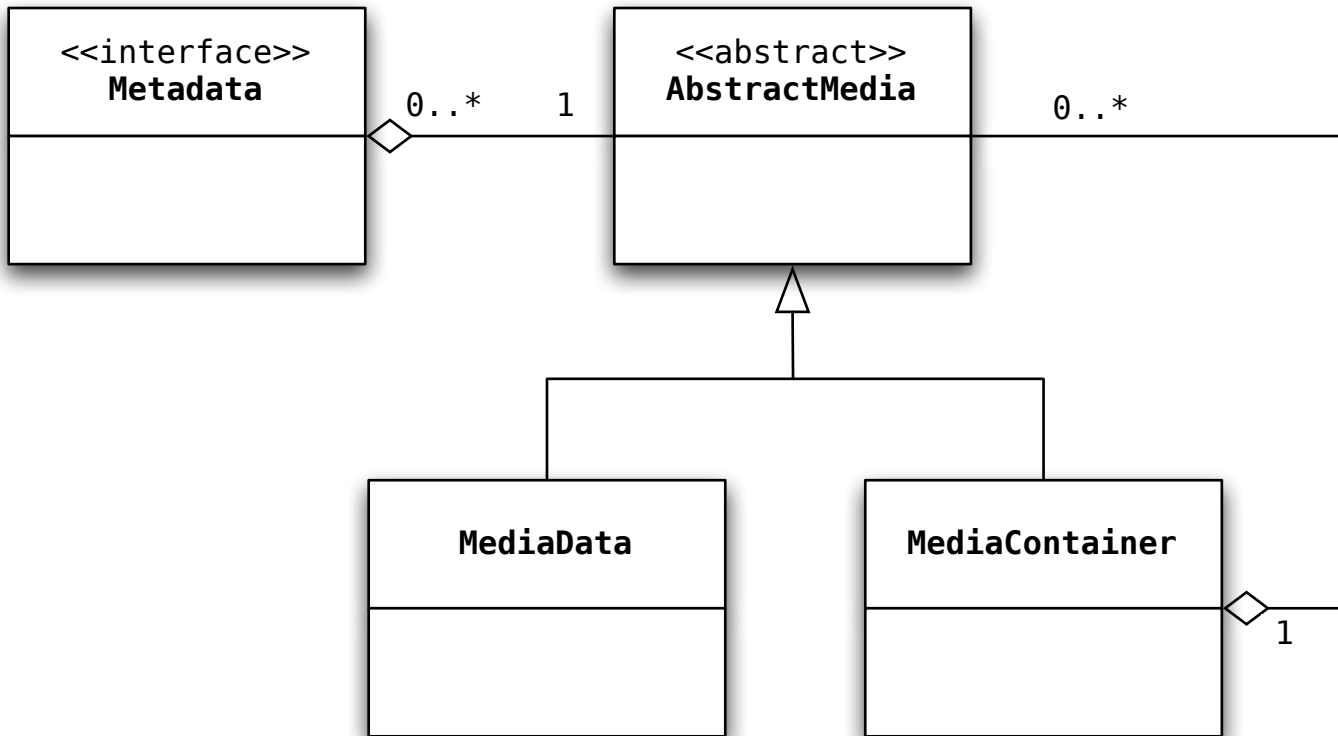 <<interface>>
Metadata
0..*
1
<<abstract>>
AbstractMedia
0..*
MediaData
MediaContainer
1